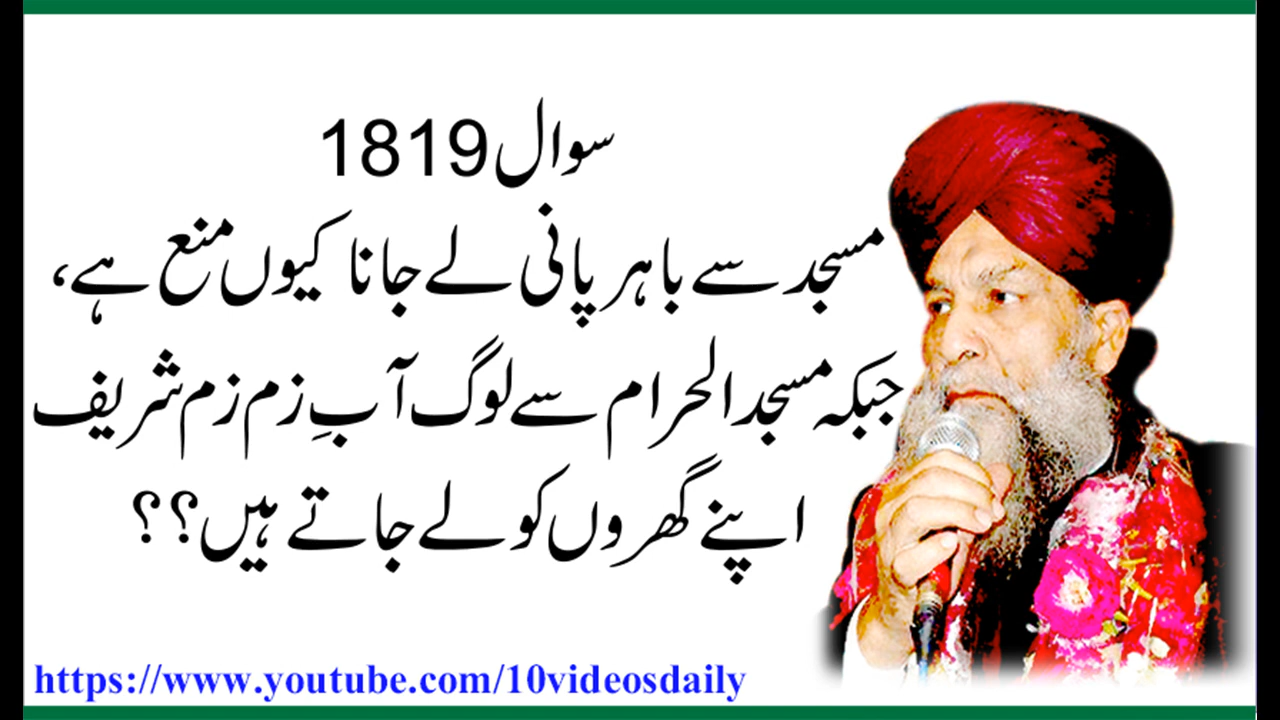 سوال 1819
مسجد سے باہر پانی لے جانا کیوں منع ہے،
جبکہ مسجد الحرام سے لوگ آبِ زم زم شریف
اپنے گھروں کو لے جاتے ہیں؟؟
https://www.youtube.com/10videosdaily